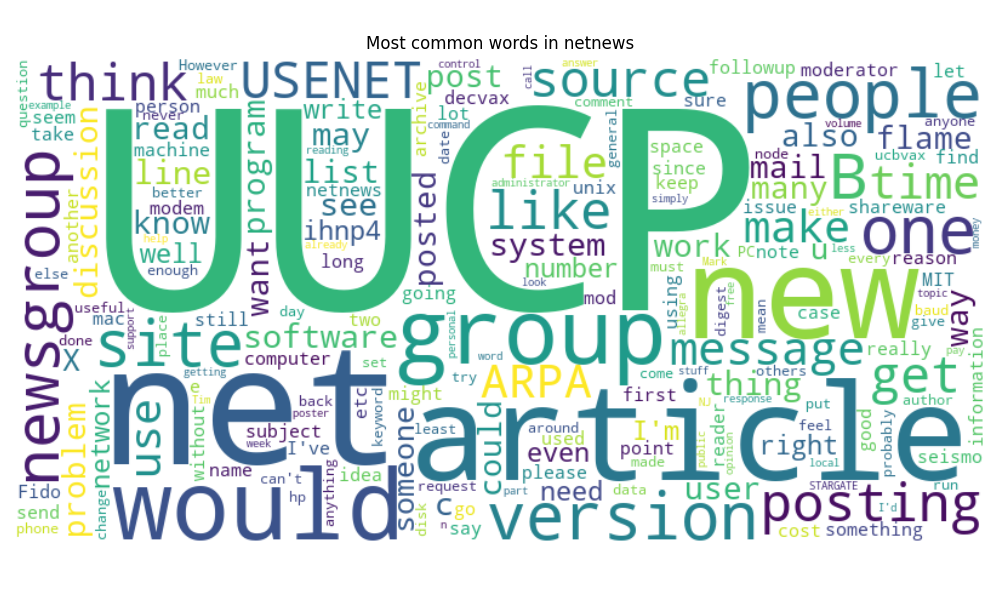 Most common words in netnews
question
However
law
much
think
USENET
control
post
decvax
call
answer
source
followup
moderator
let
example
seem
take
person
never
read
machine
write
may
archive
lot
command
date
comment
sure
people
volume
anyone
also
flame
discussion
line
program
list
reading
netnews
see
UUCP
file
general
space
since
keep
simply
node
mail
ucbvax
find
newsgroup
another
better
modem
know
well
help
enough
ihnp4
already
long
want
posted
administrator
unix
like
system
number
look
many
B
time
either
issue
shareware
make
u
one
money
work
PC
note
less
every
reason
else
useful
mac
done
X
support
place
still
day
two
going
mod
must
using
allegra
Mark
digest
free
mean
new
case
MIT
topic
baud
give
way
site
software
computer
set
group
personal
word
try
come
stuff
message
others
really
pay
getting
net
e
Tim
might
ARPA
first
thing
response
get
author
information
problem
network
use
without
back
poster
etc
keyword
subject
week
I've
name
can't
idea
someone
least
could
around
used
even
please
I'm
point
made
NJ
public
reader
opinion
put
feel
right
local
good
probably
seismo
article
Fido
send
phone
change
would
hp
anything
request
disk
c
n
go
say
part
version
need
data
user
STARGATE
I'd
run
posting
cost
something